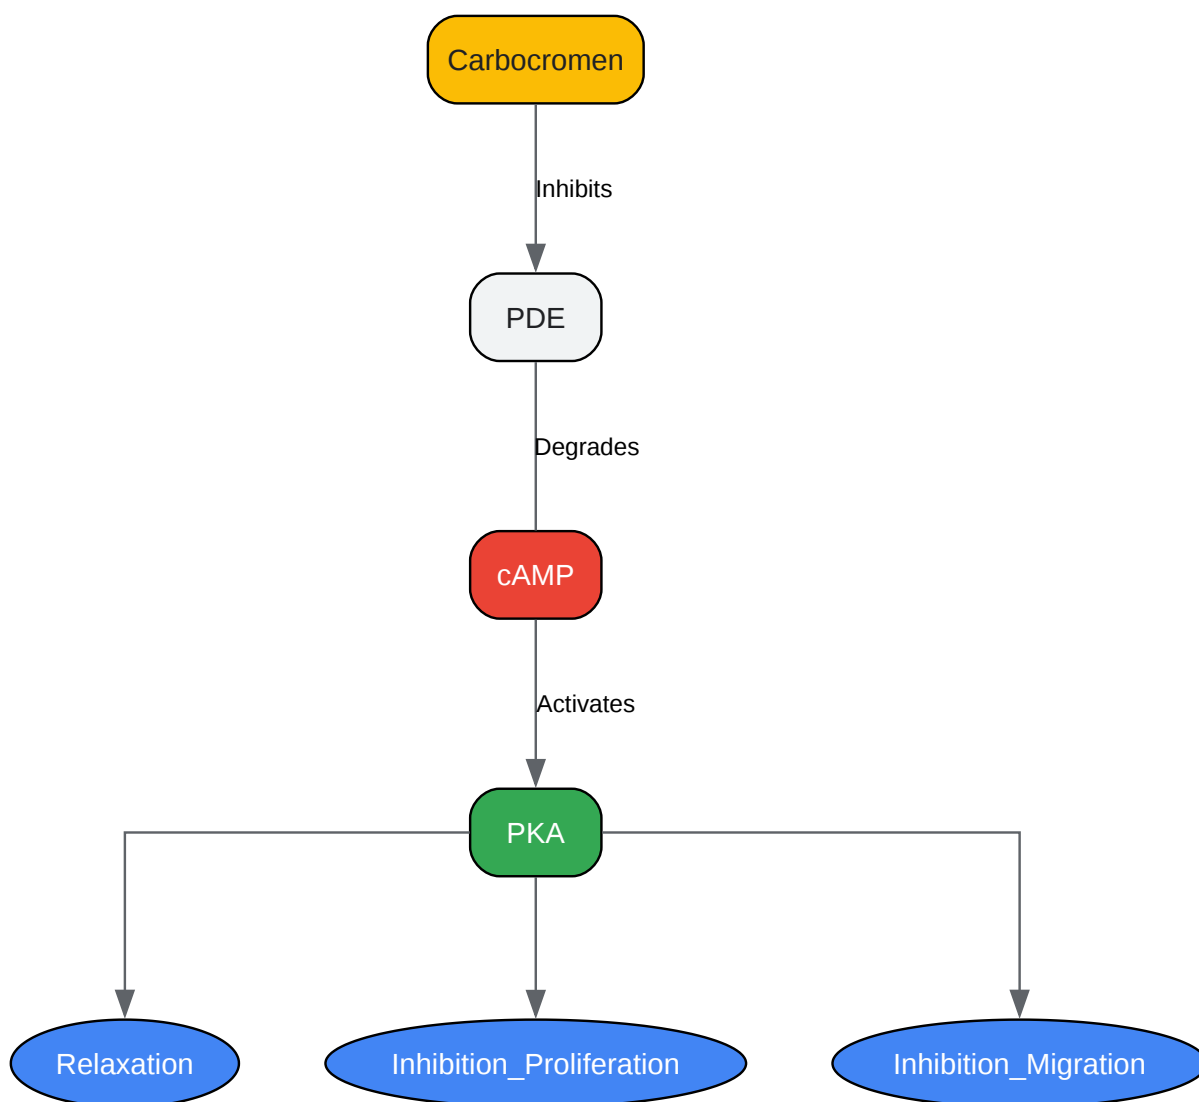 Carbocromen
Inhibits
PDE
Degrades
cAMP
Activates
PKA
Relaxation
Inhibition_Proliferation
Inhibition_Migration